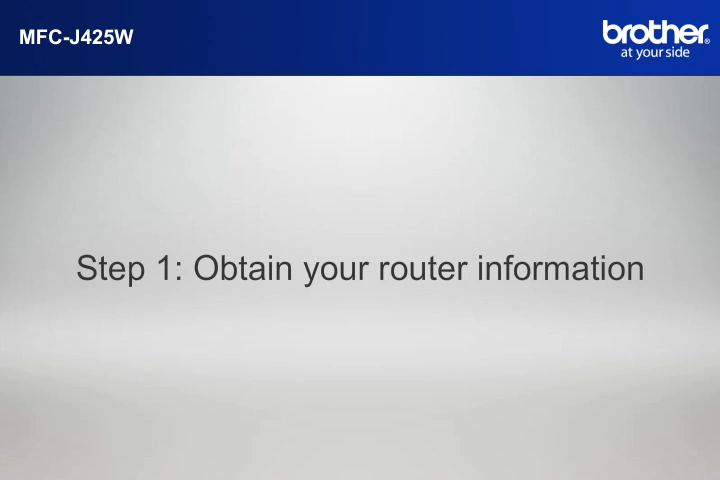 MFC-J425W
brother®
at your side
Step 1: Obtain your router information